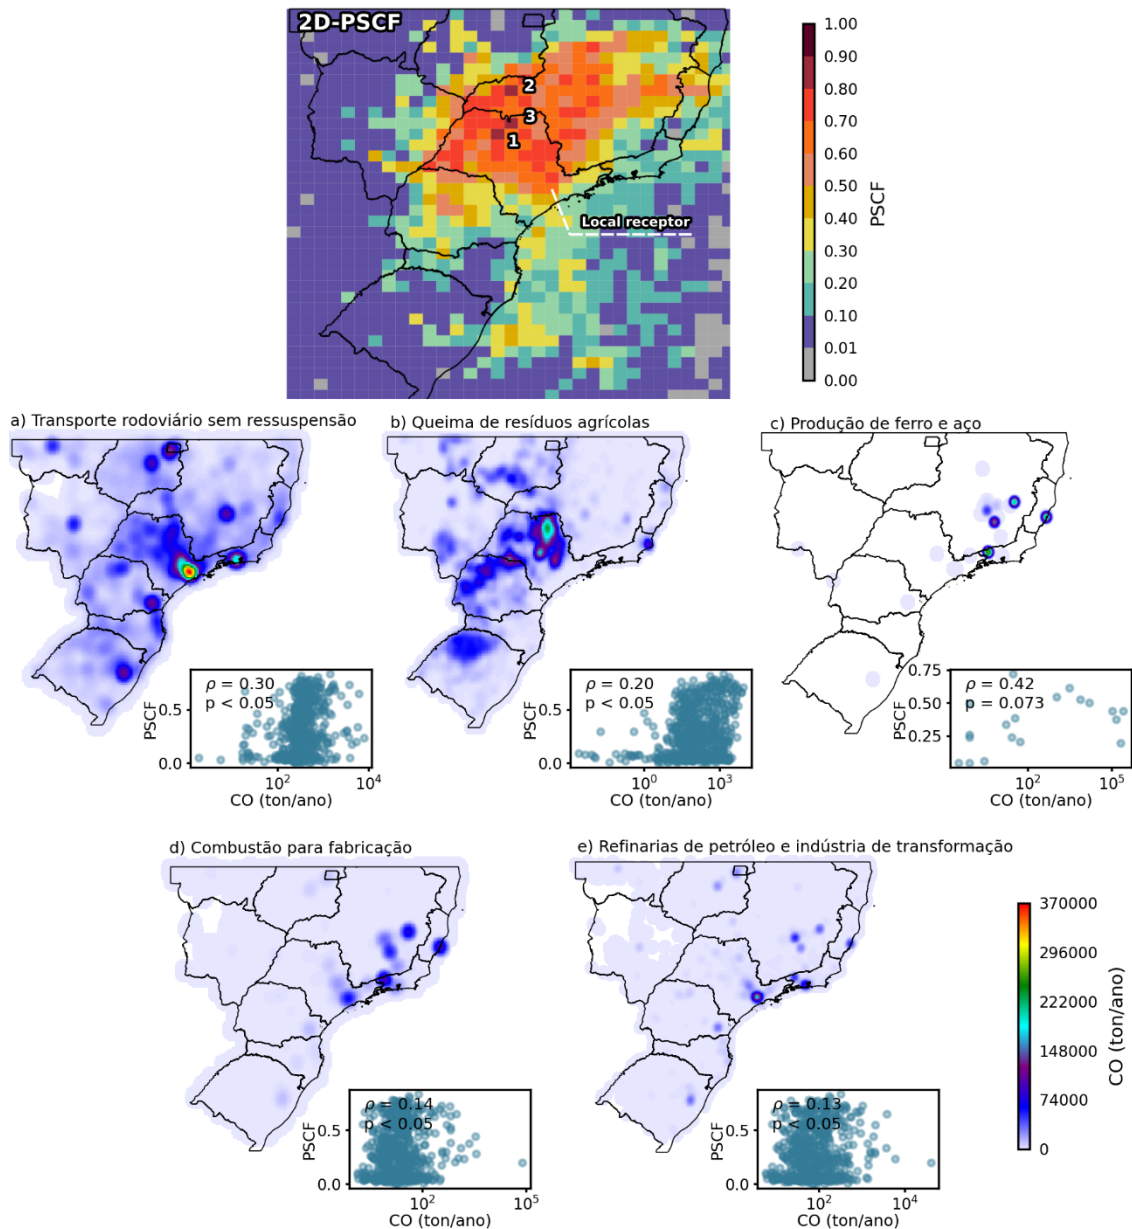 2D-PSCF
2
3
1
Local receptor
1.00
0.90
0.80
0.70
0.60
0.50
0.40
0.30
0.20
0.10
0.01
0.00
PSCF
a) Transporte rodoviário sem ressuspensão
ρ = 0.30
p < 0.05
0.5
0.0
PSCF
10² 10⁴
CO (ton/ano)
b) Queima de resíduos agrícolas
ρ = 0.20
p < 0.05
0.5
0.0
PSCF
10⁰ 10³
CO (ton/ano)
c) Produção de ferro e aço
ρ = 0.42
p = 0.073
0.75
0.50
0.25
PSCF
10² 10⁵
CO (ton/ano)
d) Combustão para fabricação
ρ = 0.14
p < 0.05
0.5
0.0
PSCF
10² 10⁵
CO (ton/ano)
e) Refinarias de petróleo e indústria de transformação
ρ = 0.13
p < 0.05
0.5
0.0
PSCF
10² 10⁴
CO (ton/ano)
370000
296000
222000
148000
74000
0
CO (ton/ano)